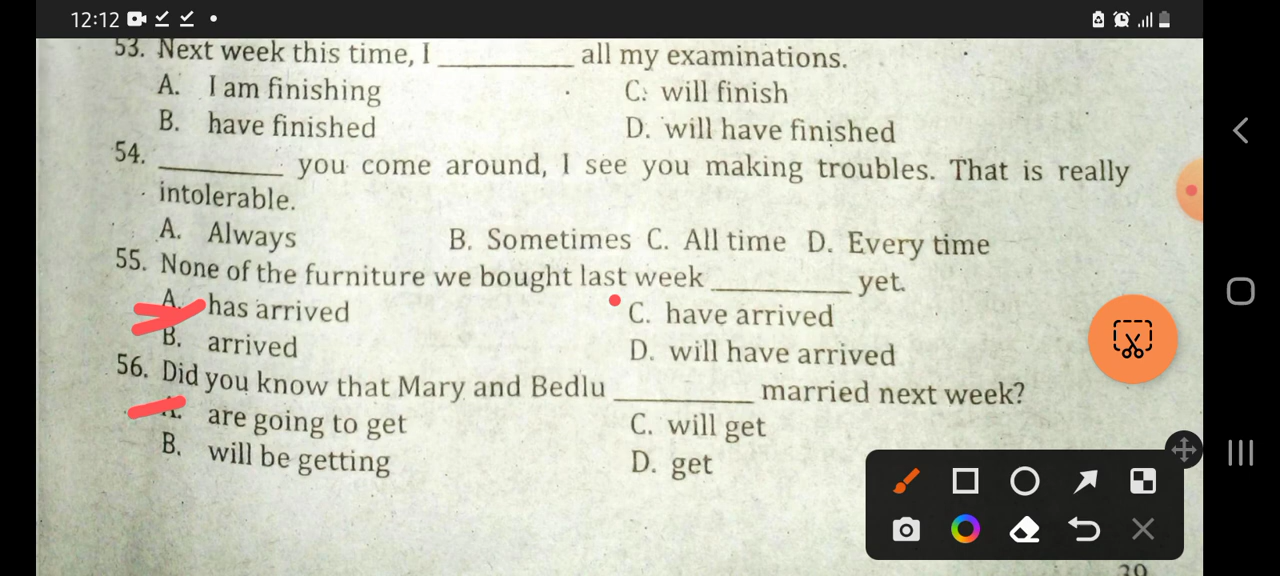 12:12
53. Next week this time, I __________ all my examinations.
A. I am finishing
C. will finish
B. have finished
D. will have finished
54. __________ you come around, I see you making troubles. That is really
intolerable.
A. Always B. Sometimes C. All time D. Every time
55. None of the furniture we bought last week __________ yet.
A. has arrived
C. have arrived
B. arrived
D. will have arrived
56. Did you know that Mary and Bedlu __________ married next week?
A. are going to get
C. will get
B. will be getting
D. get